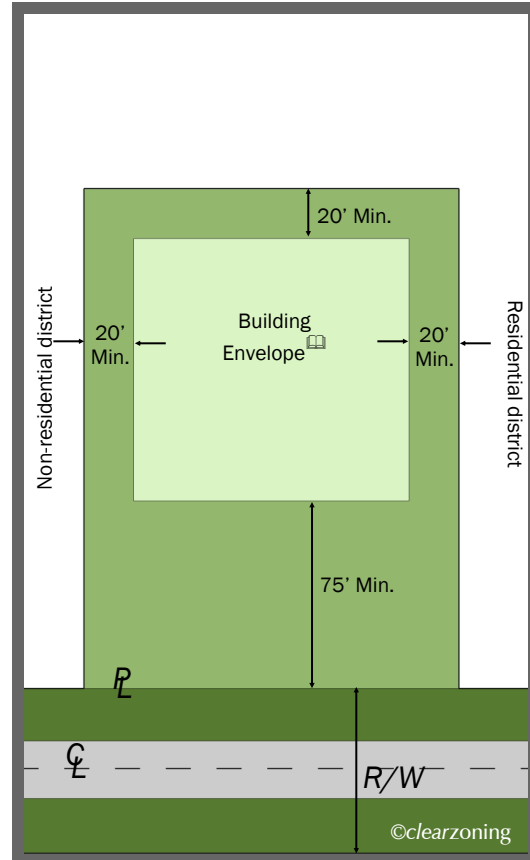 20' Min.
Building
Envelope
Non-residential district
20'
Min.
20'
Min.
Residential district
75' Min.
PL
CL
R/W
©clearzoning